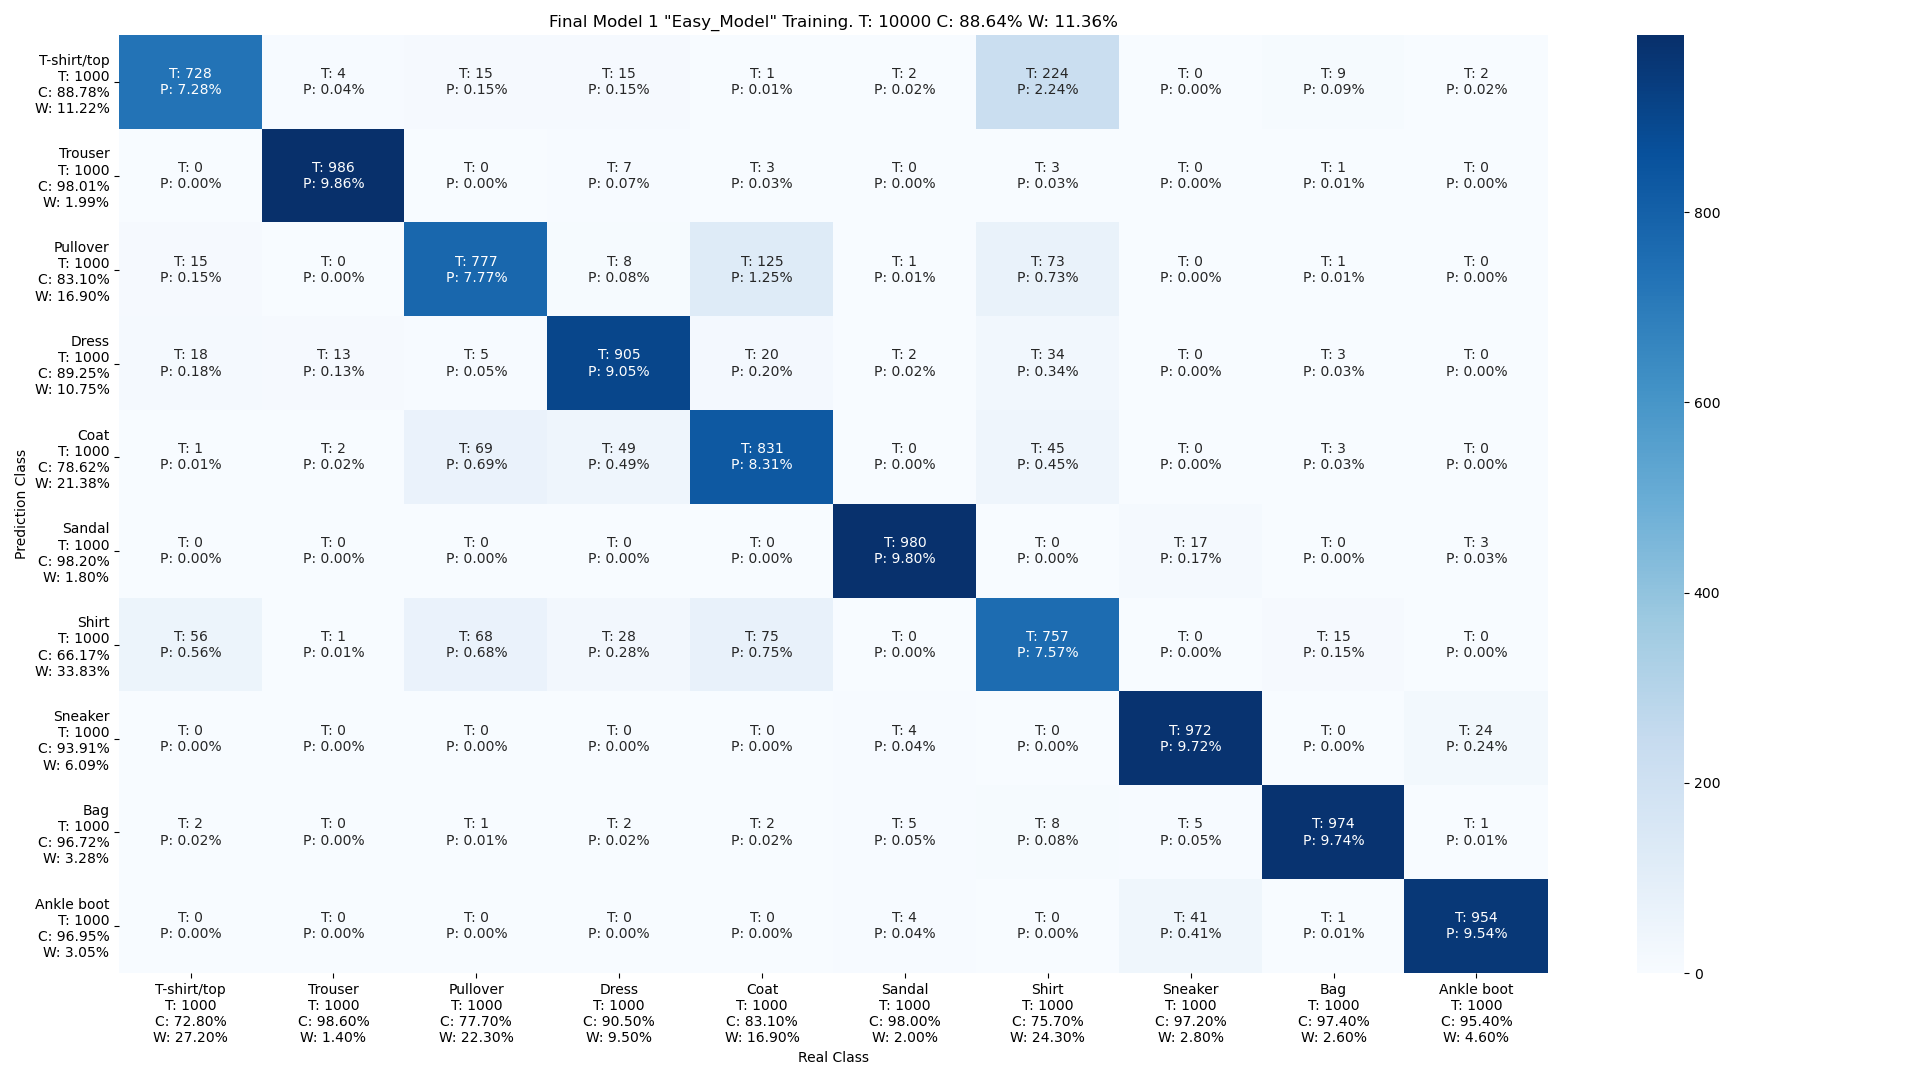 Final Model 1 "Easy_Model" Training. T: 10000 C: 88.64% W: 11.36%
T-shirt/top
T: 1000
C: 88.78%
W: 11.22%
T: 728 T: 4 T: 15 T: 15 T: 1 T: 2 T: 224 T: 0 T: 9 T: 2
P: 7.28% P: 0.04% P: 0.15% P: 0.15% P: 0.01% P: 0.02% P: 2.24% P: 0.00% P: 0.09% P: 0.02%
Trouser
T: 1000
C: 98.01%
W: 1.99%
T: 0 T: 986 T: 0 T: 7 T: 3 T: 0 T: 3 T: 0 T: 1 T: 0
P: 0.00% P: 9.86% P: 0.00% P: 0.07% P: 0.03% P: 0.00% P: 0.03% P: 0.00% P: 0.01% P: 0.00%
Pullover
T: 1000
C: 83.10%
W: 16.90%
T: 15 T: 0 T: 777 T: 8 T: 125 T: 1 T: 73 T: 0 T: 1 T: 0
P: 0.15% P: 0.00% P: 7.77% P: 0.08% P: 1.25% P: 0.01% P: 0.73% P: 0.00% P: 0.01% P: 0.00%
Dress
T: 1000
C: 89.25%
W: 10.75%
T: 18 T: 13 T: 5 T: 905 T: 20 T: 2 T: 34 T: 0 T: 3 T: 0
P: 0.18% P: 0.13% P: 0.05% P: 9.05% P: 0.20% P: 0.02% P: 0.34% P: 0.00% P: 0.03% P: 0.00%
Coat
T: 1000
C: 78.62%
W: 21.38%
T: 1 T: 2 T: 69 T: 49 T: 831 T: 0 T: 45 T: 0 T: 3 T: 0
P: 0.01% P: 0.02% P: 0.69% P: 0.49% P: 8.31% P: 0.00% P: 0.45% P: 0.00% P: 0.03% P: 0.00%
Sandal
T: 1000
C: 98.20%
W: 1.80%
T: 0 T: 0 T: 0 T: 0 T: 0 T: 980 T: 0 T: 17 T: 0 T: 3
P: 0.00% P: 0.00% P: 0.00% P: 0.00% P: 0.00% P: 9.80% P: 0.00% P: 0.17% P: 0.00% P: 0.03%
Shirt
T: 1000
C: 66.17%
W: 33.83%
T: 56 T: 1 T: 68 T: 28 T: 75 T: 0 T: 757 T: 0 T: 15 T: 0
P: 0.56% P: 0.01% P: 0.68% P: 0.28% P: 0.75% P: 0.00% P: 7.57% P: 0.00% P: 0.15% P: 0.00%
Sneaker
T: 1000
C: 93.91%
W: 6.09%
T: 0 T: 0 T: 0 T: 0 T: 0 T: 4 T: 0 T: 972 T: 0 T: 24
P: 0.00% P: 0.00% P: 0.00% P: 0.00% P: 0.00% P: 0.04% P: 0.00% P: 9.72% P: 0.00% P: 0.24%
Bag
T: 1000
C: 96.72%
W: 3.28%
T: 2 T: 0 T: 1 T: 2 T: 2 T: 5 T: 8 T: 5 T: 974 T: 1
P: 0.02% P: 0.00% P: 0.01% P: 0.02% P: 0.02% P: 0.05% P: 0.08% P: 0.05% P: 9.74% P: 0.01%
Ankle boot
T: 1000
C: 96.95%
W: 3.05%
T: 0 T: 0 T: 0 T: 0 T: 0 T: 4 T: 0 T: 41 T: 1 T: 954
P: 0.00% P: 0.00% P: 0.00% P: 0.00% P: 0.00% P: 0.04% P: 0.00% P: 0.41% P: 0.01% P: 9.54%
Prediction Class
T-shirt/top Trouser Pullover Dress Coat Sandal Shirt Sneaker Bag Ankle boot
T: 1000 T: 1000 T: 1000 T: 1000 T: 1000 T: 1000 T: 1000 T: 1000 T: 1000 T: 1000
C: 72.80% C: 98.60% C: 77.70% C: 90.50% C: 83.10% C: 98.00% C: 75.70% C: 97.20% C: 97.40% C: 95.40%
W: 27.20% W: 1.40% W: 22.30% W: 9.50% W: 16.90% W: 2.00% W: 24.30% W: 2.80% W: 2.60% W: 4.60%
Real Class
800
600
400
200
0